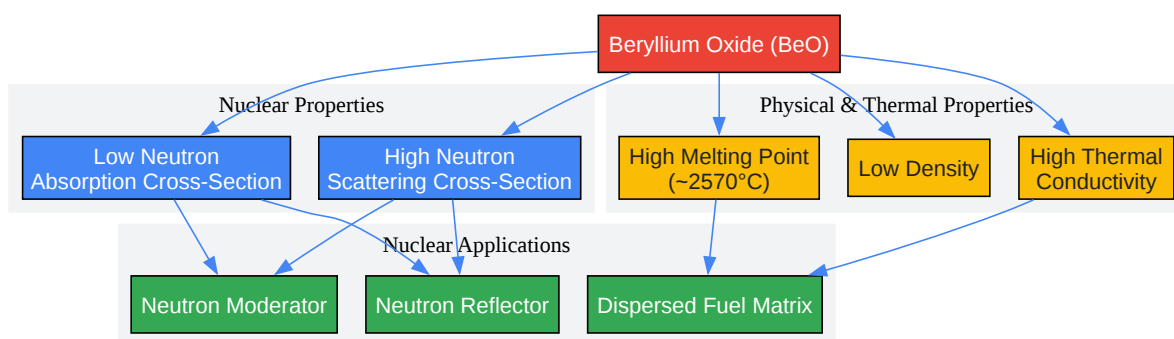 Beryllium Oxide (BeO)
Nuclear Properties
Physical & Thermal Properties
Low Neutron
Absorption Cross-Section
High Neutron
Scattering Cross-Section
High Melting Point
(~2570°C)
Low Density
High Thermal
Conductivity
Nuclear Applications
Neutron Moderator
Neutron Reflector
Dispersed Fuel Matrix